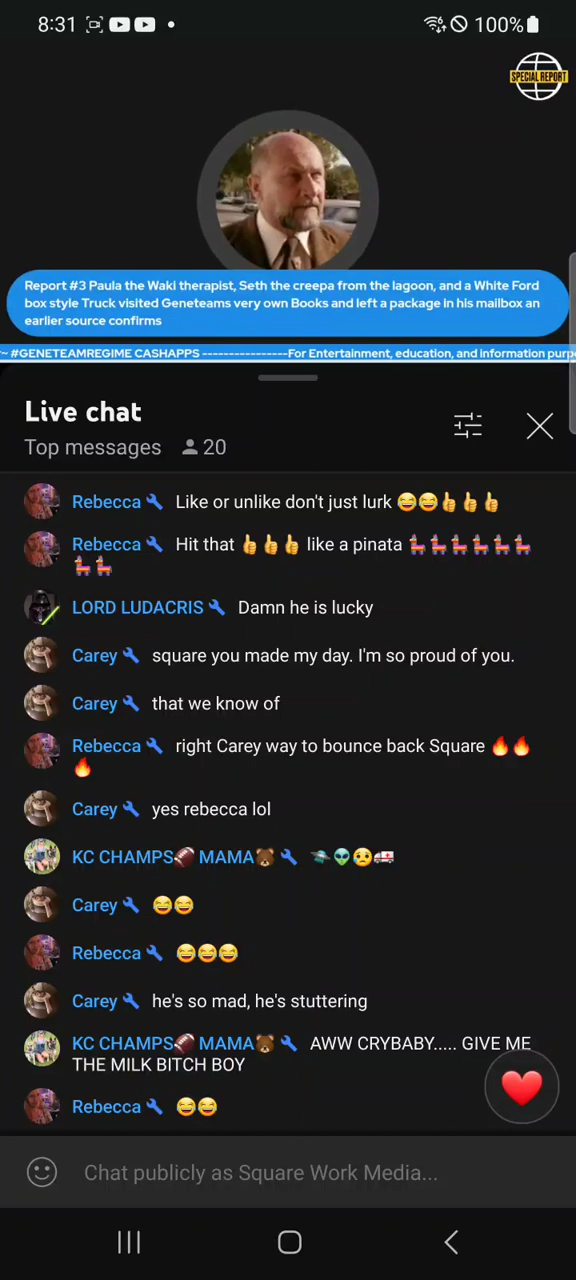 8:31
100%
SPECIAL REPORT
Report #3 Paula the Waki therapist, Seth the creepa from the lagoon, and a White Ford
box style Truck visited Geneteams very own Books and left a package in his mailbox an
earlier source confirms
~ #GENETEAMREGIME CASHAPPS ----------------For Entertainment, education, and information purp
Live chat
Top messages 20
Rebecca Like or unlike don't just lurk 😂😂👍👍👍
Rebecca Hit that 👍👍👍 like a pinata 🪅🪅🪅🪅🪅🪅
🪅🪅
LORD LUDACRIS Damn he is lucky
Carey square you made my day. I'm so proud of you.
Carey that we know of
Rebecca right Carey way to bounce back Square 🔥🔥
🔥
Carey yes rebecca lol
KC CHAMPS🏈 MAMA🐻 🛸👽😥🚑
Carey 😂😂
Rebecca 😂😂😂
Carey he's so mad, he's stuttering
KC CHAMPS🏈 MAMA🐻 AWW CRYBABY..... GIVE ME
THE MILK BITCH BOY
Rebecca 😂😂
Chat publicly as Square Work Media...